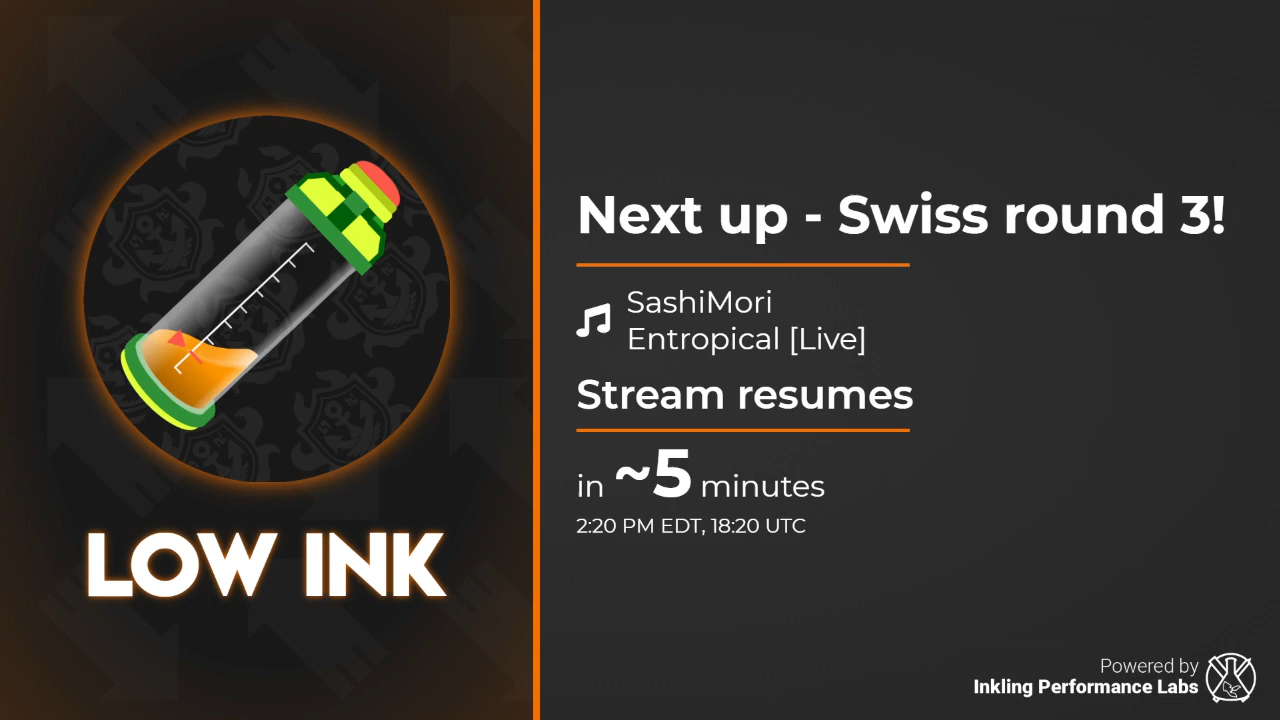 LOW INK
Next up - Swiss round 3!
SashiMori
Entropical [Live]
Stream resumes
in ~5 minutes
2:20 PM EDT, 18:20 UTC
Powered by
Inkling Performance Labs